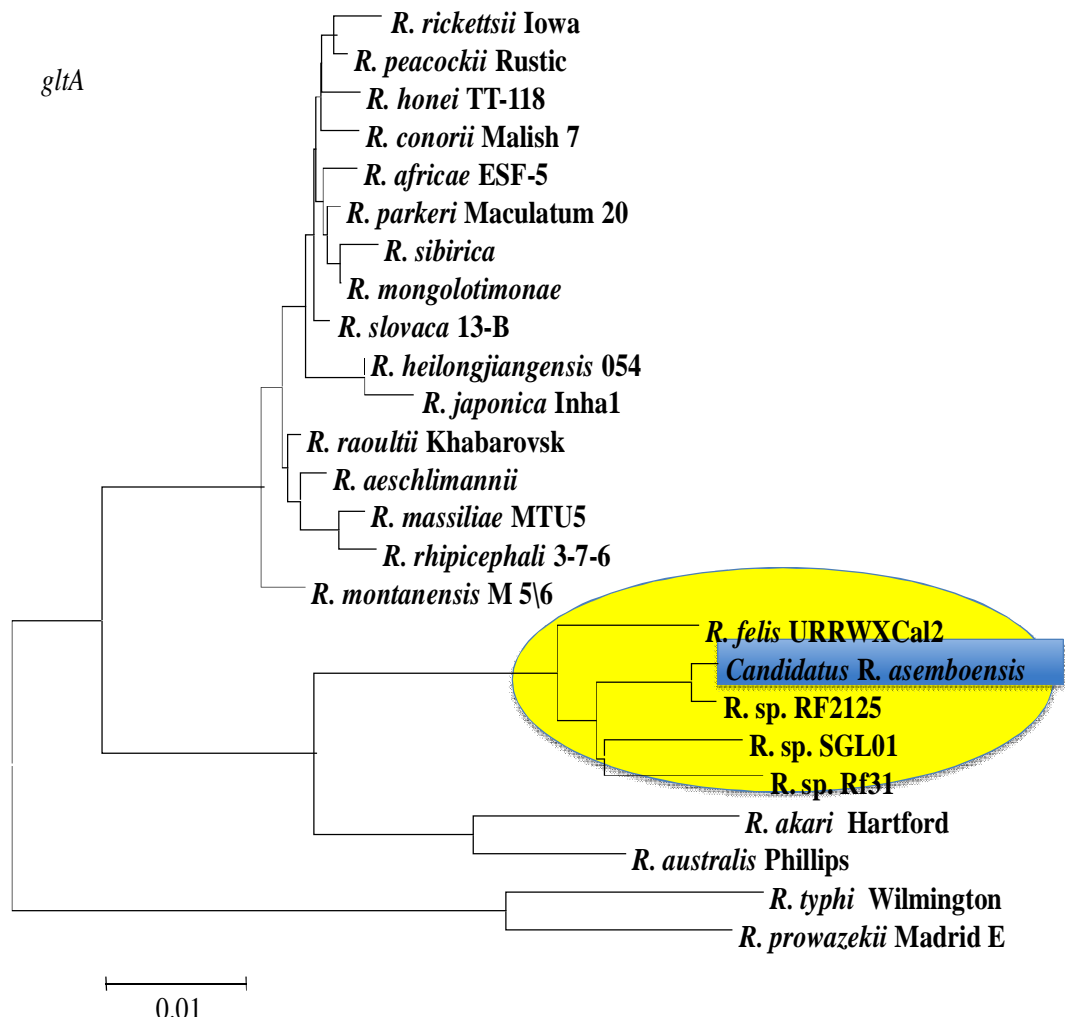 R. rickettsii Iowa
R. peacockii Rustic
gltA
R. honei TT-118
R. conorii Malish 7
R. africae ESF-5
R. parkeri Maculatum 20
R. sibirica
R. mongolotimonae
R. slovaca 13-B
R. heilongjiangensis 054
R. japonica Inha1
R. raoultii Khabarovsk
R. aeschlimannii
R. massiliae MTU5
R. rhipicephali 3-7-6
R. montanensis M 5\6
R. felis URRWXCal2
Candidatus R. asemboensis
R. sp. RF2125
R. sp. SGL01
R. sp. Rf31
R. akari Hartford
R. australis Phillips
R. typhi Wilmington
R. prowazekii Madrid E
0.01